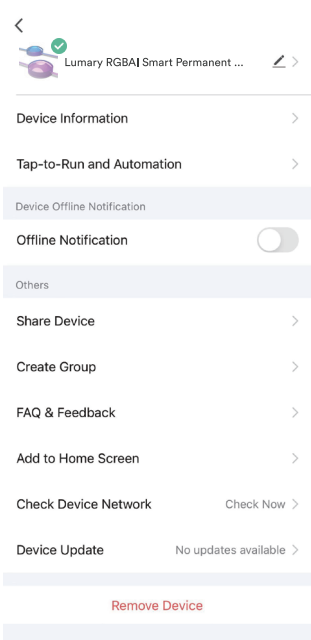 Lumary RGBAI Smart Permanent ...
Device Information
Tap-to-Run and Automation
Device Offline Notification
Offline Notification
Others
Share Device
Create Group
FAQ & Feedback
Add to Home Screen
Check Device Network Check Now
Device Update No updates available
Remove Device